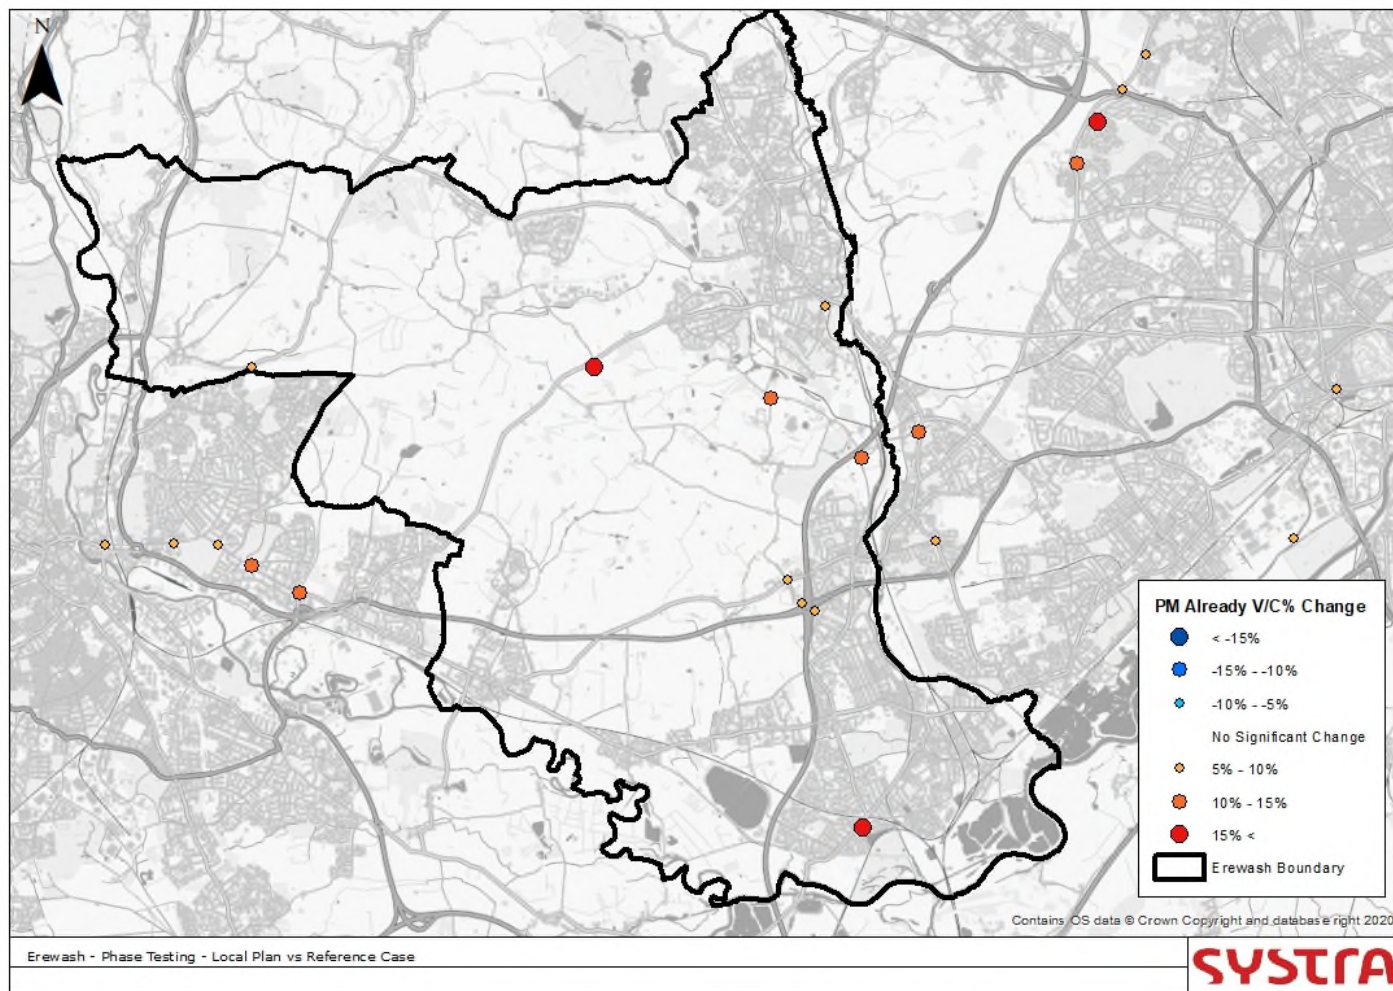 N
PM Already V/C% Change
< -15%
-15% - -10%
-10% - -5%
No Significant Change
5% - 10%
10% - 15%
15% <
Erewash Boundary
Contains OS data © Crown Copyright and database right 2020
Erewash - Phase Testing - Local Plan vs Reference Case
SYSTRA